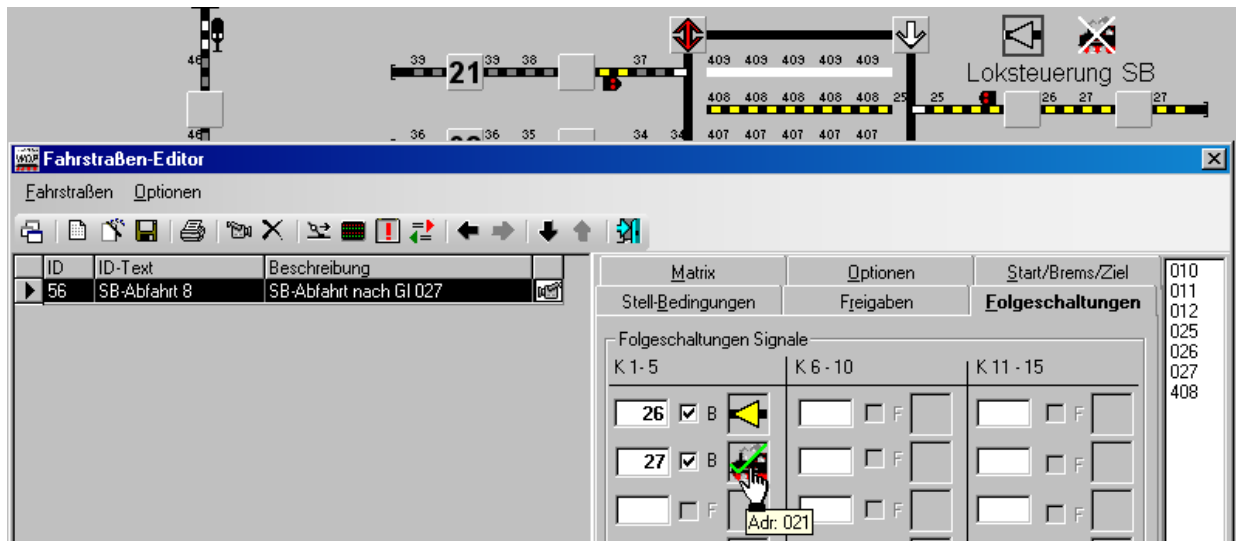 46
39 39 38 37 409 409 409 409 409
21
Loksteuerung SB
408 408 408 408 408 25 25 26 27 27
46 36 36 35 34 34 407 407 407 407 407
Fahrstraßen-Editor
Fahrstraßen Optionen
ID ID-Text Beschreibung
56 SB-Abfahrt 8 SB-Abfahrt nach Gl 027
Matrix Optionen Start/Brems/Ziel
Stell-Bedingungen Freigaben Folgeschaltungen
010
011
012
025
026
027
408
Folgeschaltungen Signale
K 1- 5 K 6 - 10 K 11 - 15
26 B F F
27 B F F
F F F
Adr: 021